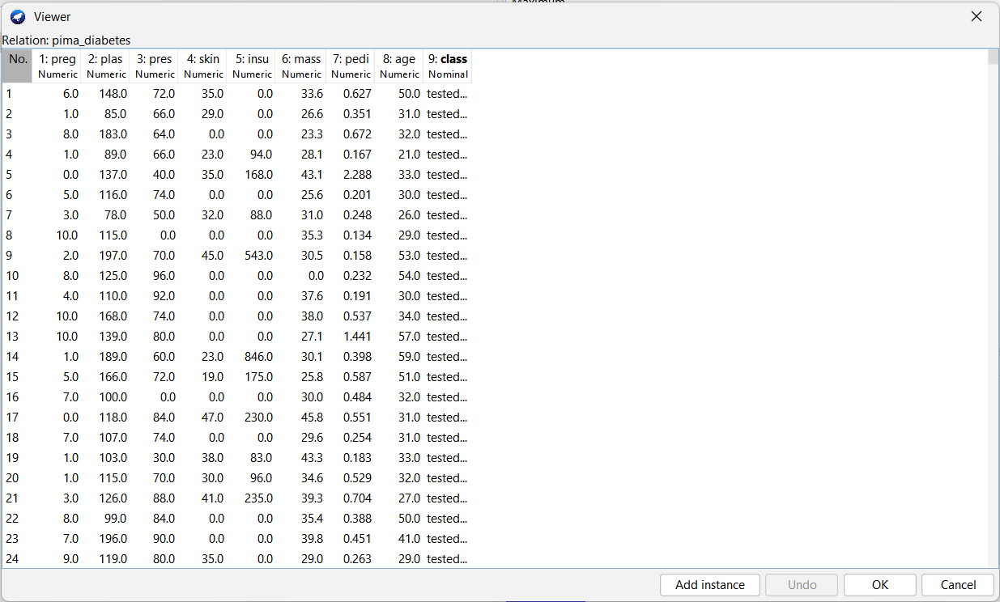 Viewer
Relation: pima_diabetes
No. 1: preg 2: plas 3: pres 4: skin 5: insu 6: mass 7: pedi 8: age 9: class
Numeric Numeric Numeric Numeric Numeric Numeric Numeric Numeric Nominal
1 6.0 148.0 72.0 35.0 0.0 33.6 0.627 50.0 tested...
2 1.0 85.0 66.0 29.0 0.0 26.6 0.351 31.0 tested...
3 8.0 183.0 64.0 0.0 0.0 23.3 0.672 32.0 tested...
4 1.0 89.0 66.0 23.0 94.0 28.1 0.167 21.0 tested...
5 0.0 137.0 40.0 35.0 168.0 43.1 2.288 33.0 tested...
6 5.0 116.0 74.0 0.0 0.0 25.6 0.201 30.0 tested...
7 3.0 78.0 50.0 32.0 88.0 31.0 0.248 26.0 tested...
8 10.0 115.0 0.0 0.0 0.0 35.3 0.134 29.0 tested...
9 2.0 197.0 70.0 45.0 543.0 30.5 0.158 53.0 tested...
10 8.0 125.0 96.0 0.0 0.0 0.0 0.232 54.0 tested...
11 4.0 110.0 92.0 0.0 0.0 37.6 0.191 30.0 tested...
12 10.0 168.0 74.0 0.0 0.0 38.0 0.537 34.0 tested...
13 10.0 139.0 80.0 0.0 0.0 27.1 1.441 57.0 tested...
14 1.0 189.0 60.0 23.0 846.0 30.1 0.398 59.0 tested...
15 5.0 166.0 72.0 19.0 175.0 25.8 0.587 51.0 tested...
16 7.0 100.0 0.0 0.0 0.0 30.0 0.484 32.0 tested...
17 0.0 118.0 84.0 47.0 230.0 45.8 0.551 31.0 tested...
18 7.0 107.0 74.0 0.0 0.0 29.6 0.254 31.0 tested...
19 1.0 103.0 30.0 38.0 83.0 43.3 0.183 33.0 tested...
20 1.0 115.0 70.0 30.0 96.0 34.6 0.529 32.0 tested...
21 3.0 126.0 88.0 41.0 235.0 39.3 0.704 27.0 tested...
22 8.0 99.0 84.0 0.0 0.0 35.4 0.388 50.0 tested...
23 7.0 196.0 90.0 0.0 0.0 39.8 0.451 41.0 tested...
24 9.0 119.0 80.0 35.0 0.0 29.0 0.263 29.0 tested...
Add instance Undo OK Cancel